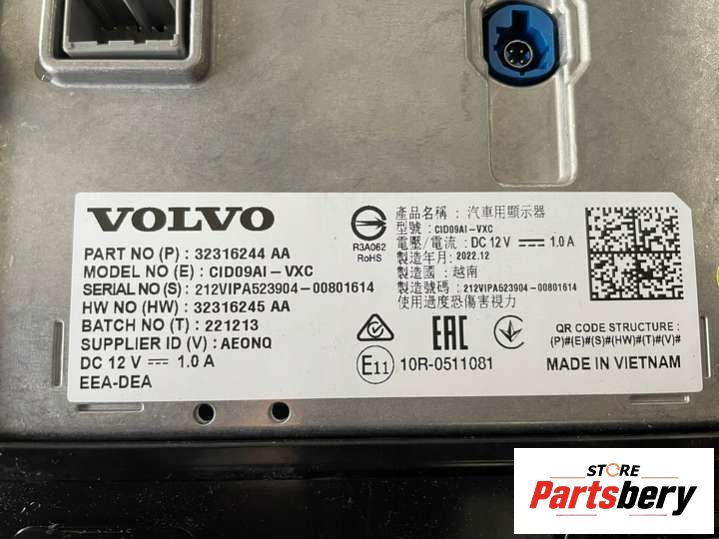 VOLVO
PART NO (P) : 32316244 AA
MODEL NO (E) : CID09AI-VXC
SERIAL NO (S) : 212VIPA523904-00801614
HW NO (HW) : 32316245 AA
BATCH NO (T) : 221213
SUPPLIER ID (V) : AEONQ
DC 12 V ⎓ 1.0 A
EEA-DEA
R3A062
RoHS
產品名稱 : 汽車用顯示器
型號 : CID09AI-VXC
電壓/電流 : DC 12 V ⎓ 1.0 A
製造年月 : 2022.12
製造國 : 越南
製造號碼 : 212VIPA523904-00801614
使用過度恐傷害視力
EAC
E11 10R-0511081
QR CODE STRUCTURE :
(P)#(E)#(S)#(HW)#(T)#(V)#
MADE IN VIETNAM
STORE
Partsbery